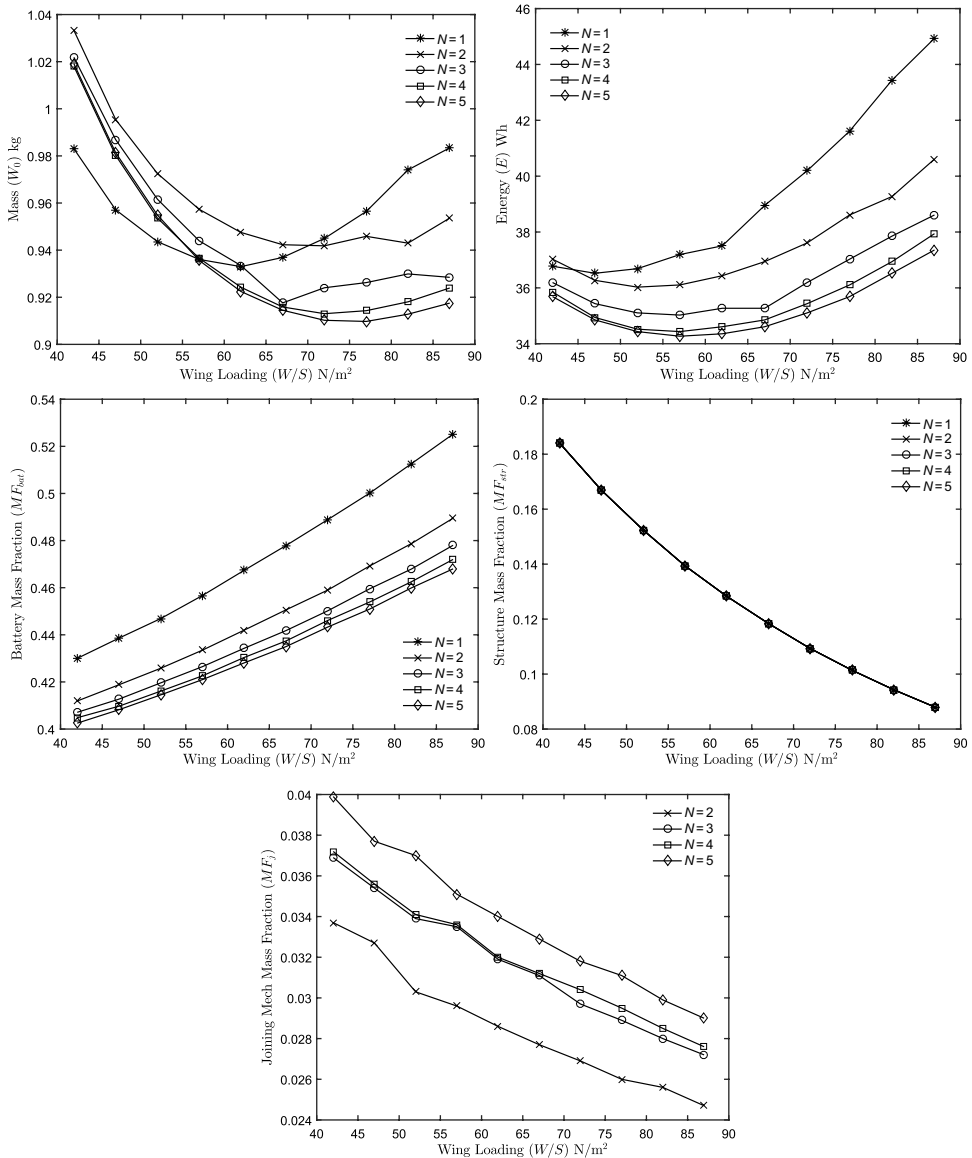 1.04
1.02
1
0.98
0.96
0.94
0.92
0.9
40 45 50 55 60 65 70 75 80 85 90
Mass (W₀) kg
Wing Loading (W/S) N/m²
N=1
N=2
N=3
N=4
N=5
46
44
42
40
38
36
34
40 45 50 55 60 65 70 75 80 85 90
Energy (E) Wh
Wing Loading (W/S) N/m²
N=1
N=2
N=3
N=4
N=5
0.54
0.52
0.5
0.48
0.46
0.44
0.42
0.4
40 45 50 55 60 65 70 75 80 85 90
Battery Mass Fraction (MF_bat)
Wing Loading (W/S) N/m²
N=1
N=2
N=3
N=4
N=5
0.2
0.18
0.16
0.14
0.12
0.1
0.08
40 45 50 55 60 65 70 75 80 85 90
Structure Mass Fraction (MF_str)
Wing Loading (W/S) N/m²
N=1
N=2
N=3
N=4
N=5
0.04
0.038
0.036
0.034
0.032
0.03
0.028
0.026
0.024
40 45 50 55 60 65 70 75 80 85 90
Joining Mech Mass Fraction (MF_j)
Wing Loading (W/S) N/m²
N=2
N=3
N=4
N=5